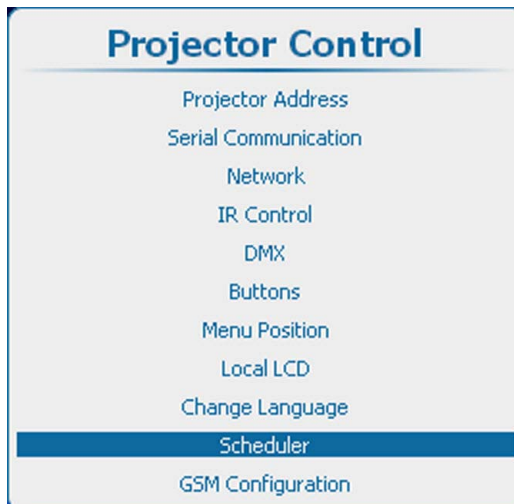 Projector Control
Projector Address
Serial Communication
Network
IR Control
DMX
Buttons
Menu Position
Local LCD
Change Language
Scheduler
GSM Configuration